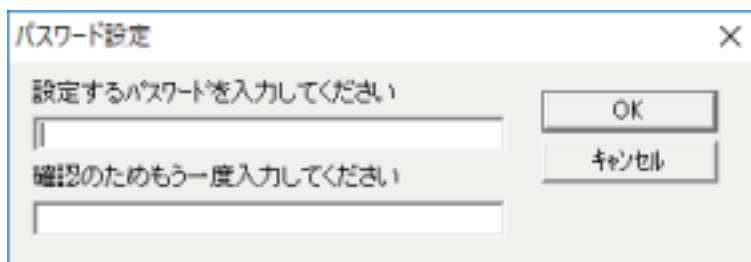 パスワード設定
設定するパスワードを入力してください
OK
確認のためもう一度入力してください
キャンセル